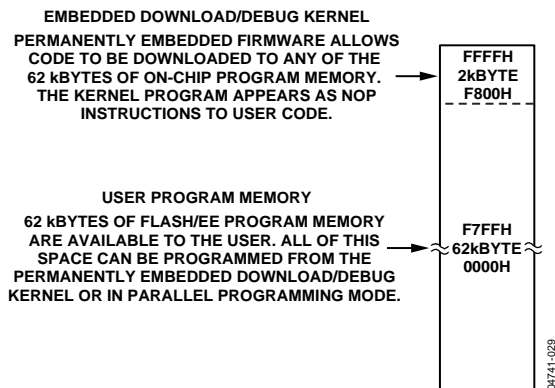 EMBEDDED DOWNLOAD/DEBUG KERNEL
PERMANENTLY EMBEDDED FIRMWARE ALLOWS
CODE TO BE DOWNLOADED TO ANY OF THE
62 kBYTES OF ON-CHIP PROGRAM MEMORY.
THE KERNEL PROGRAM APPEARS AS NOP
INSTRUCTIONS TO USER CODE.
FFFFH
2kBYTE
F800H
USER PROGRAM MEMORY
62 kBYTES OF FLASH/EE PROGRAM MEMORY
ARE AVAILABLE TO THE USER. ALL OF THIS
SPACE CAN BE PROGRAMMED FROM THE
PERMANENTLY EMBEDDED DOWNLOAD/DEBUG
KERNEL OR IN PARALLEL PROGRAMMING MODE.
F7FFH
62kBYTE
0000H
04741-029